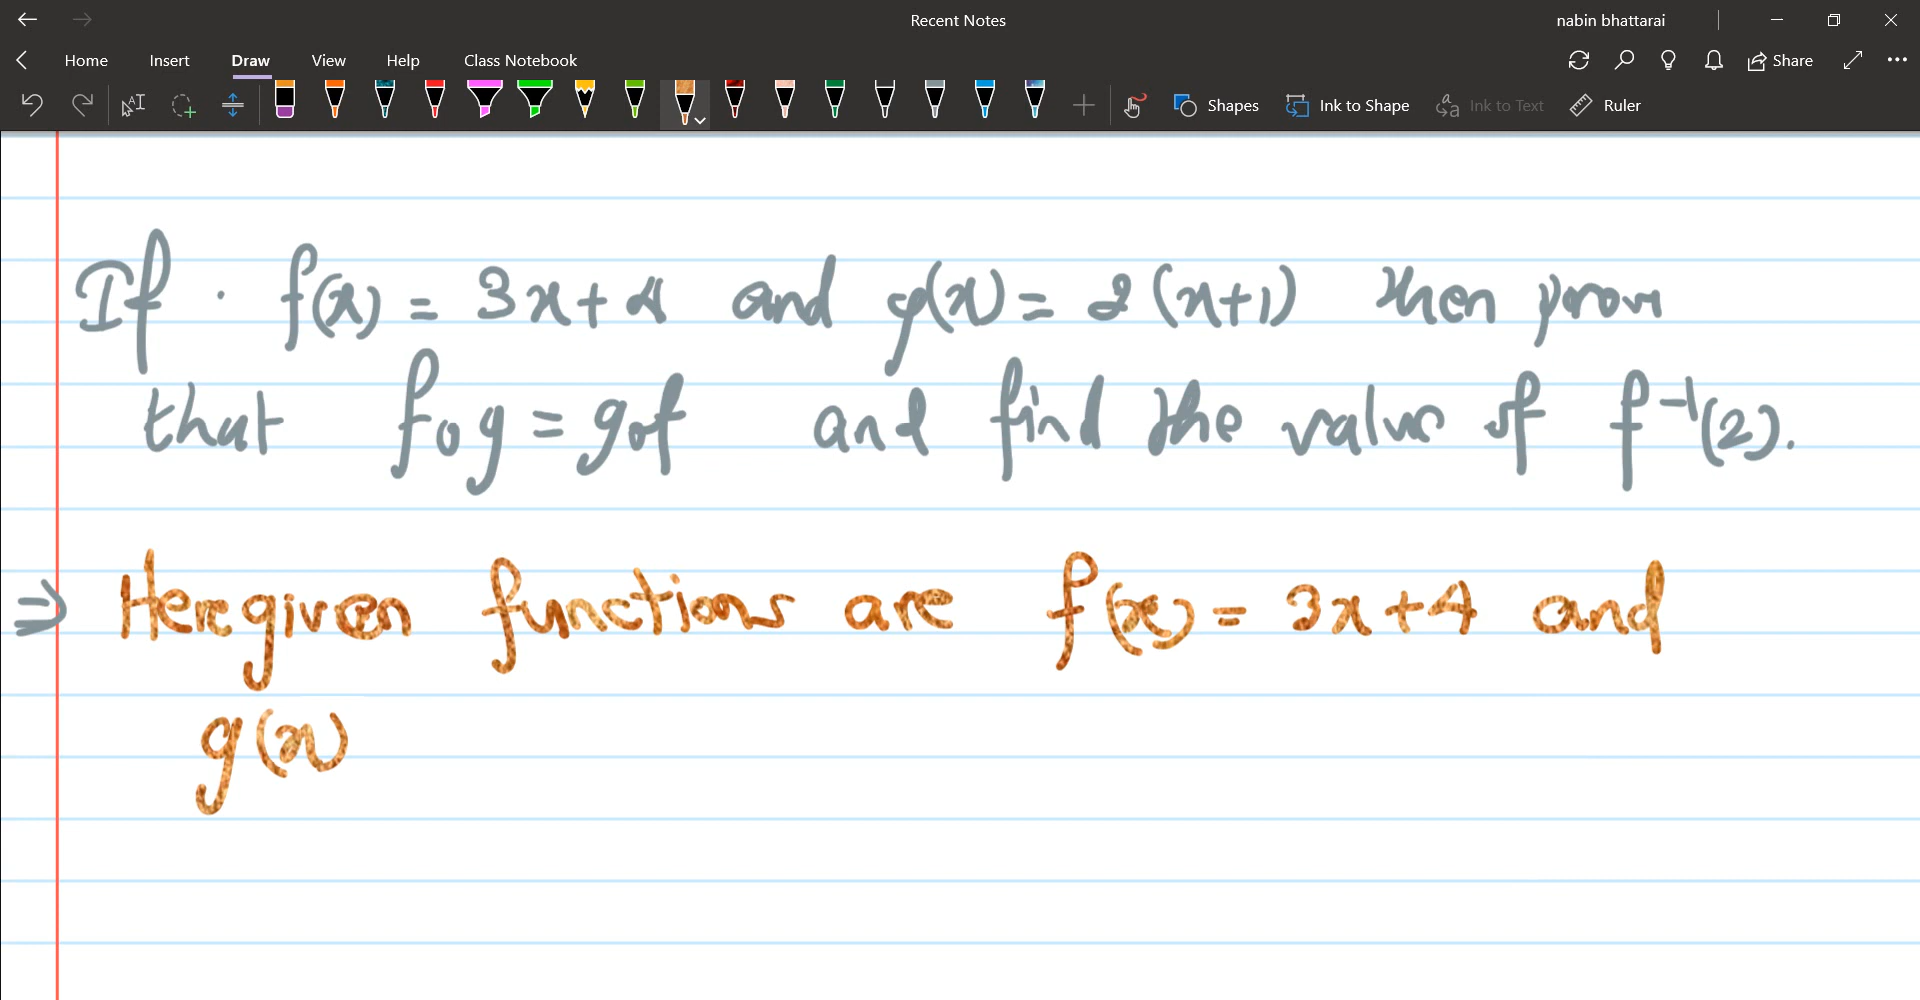 Recent Notes nabin bhattarai
Home Insert Draw View Help Class Notebook Share
Shapes Ink to Shape Ink to Text Ruler
If . f(x) = 3x+4 and g(x) = 2(x+1) then prove
that fog = gof and find the value of f⁻¹(2).
⇒ Here given functions are f(x) = 3x+4 and
g(x)